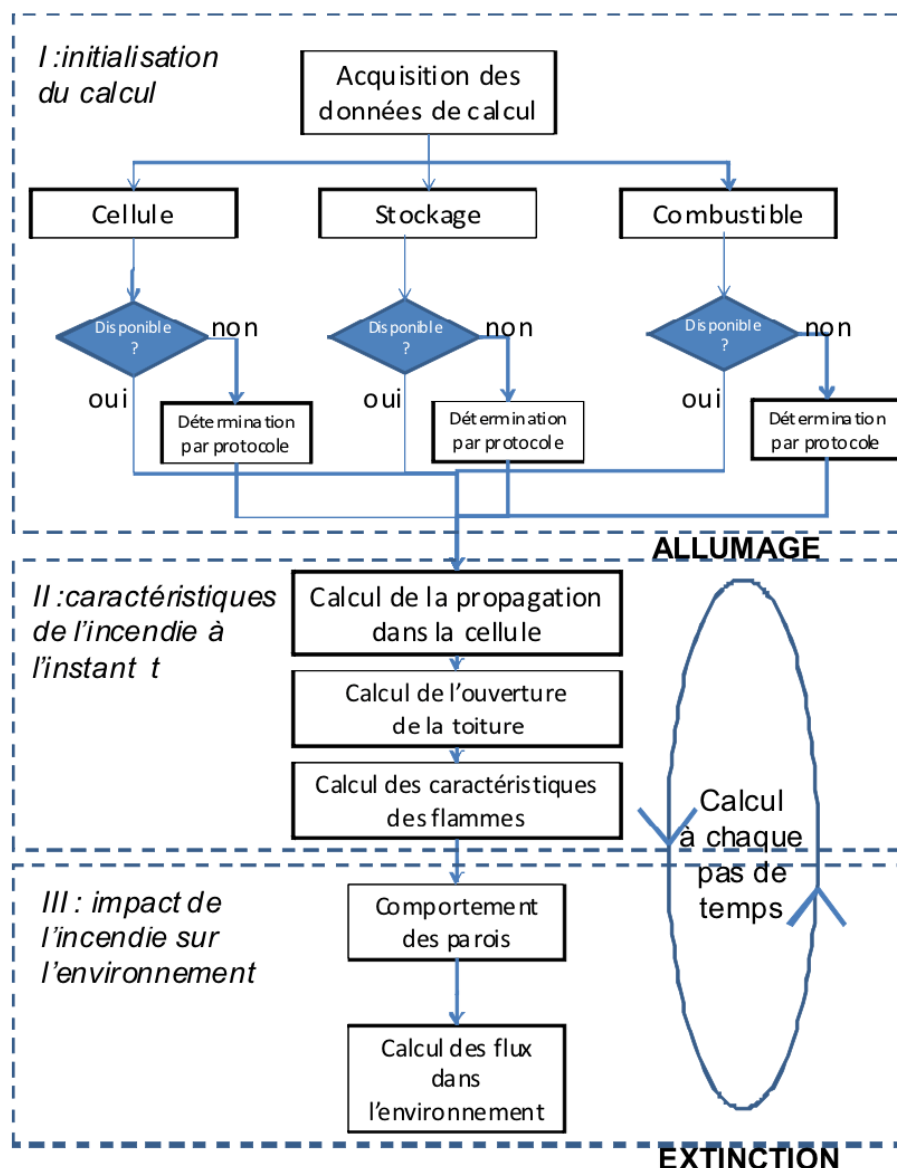 I :initialisation
du calcul
Acquisition des
données de calcul
Cellule
Stockage
Combustible
Disponible
?
non
oui
Disponible
?
non
oui
Disponible
?
non
oui
Détermination
par protocole
Détermination
par protocole
Détermination
par protocole
ALLUMAGE
II :caractéristiques
de l'incendie à
l'instant t
Calcul de la propagation
dans la cellule
Calcul de l'ouverture
de la toiture
Calcul des caractéristiques
des flammes
Calcul
à chaque
pas de
temps
III : impact de
l'incendie sur
l'environnement
Comportement
des parois
Calcul des flux
dans
l'environnement
EXTINCTION